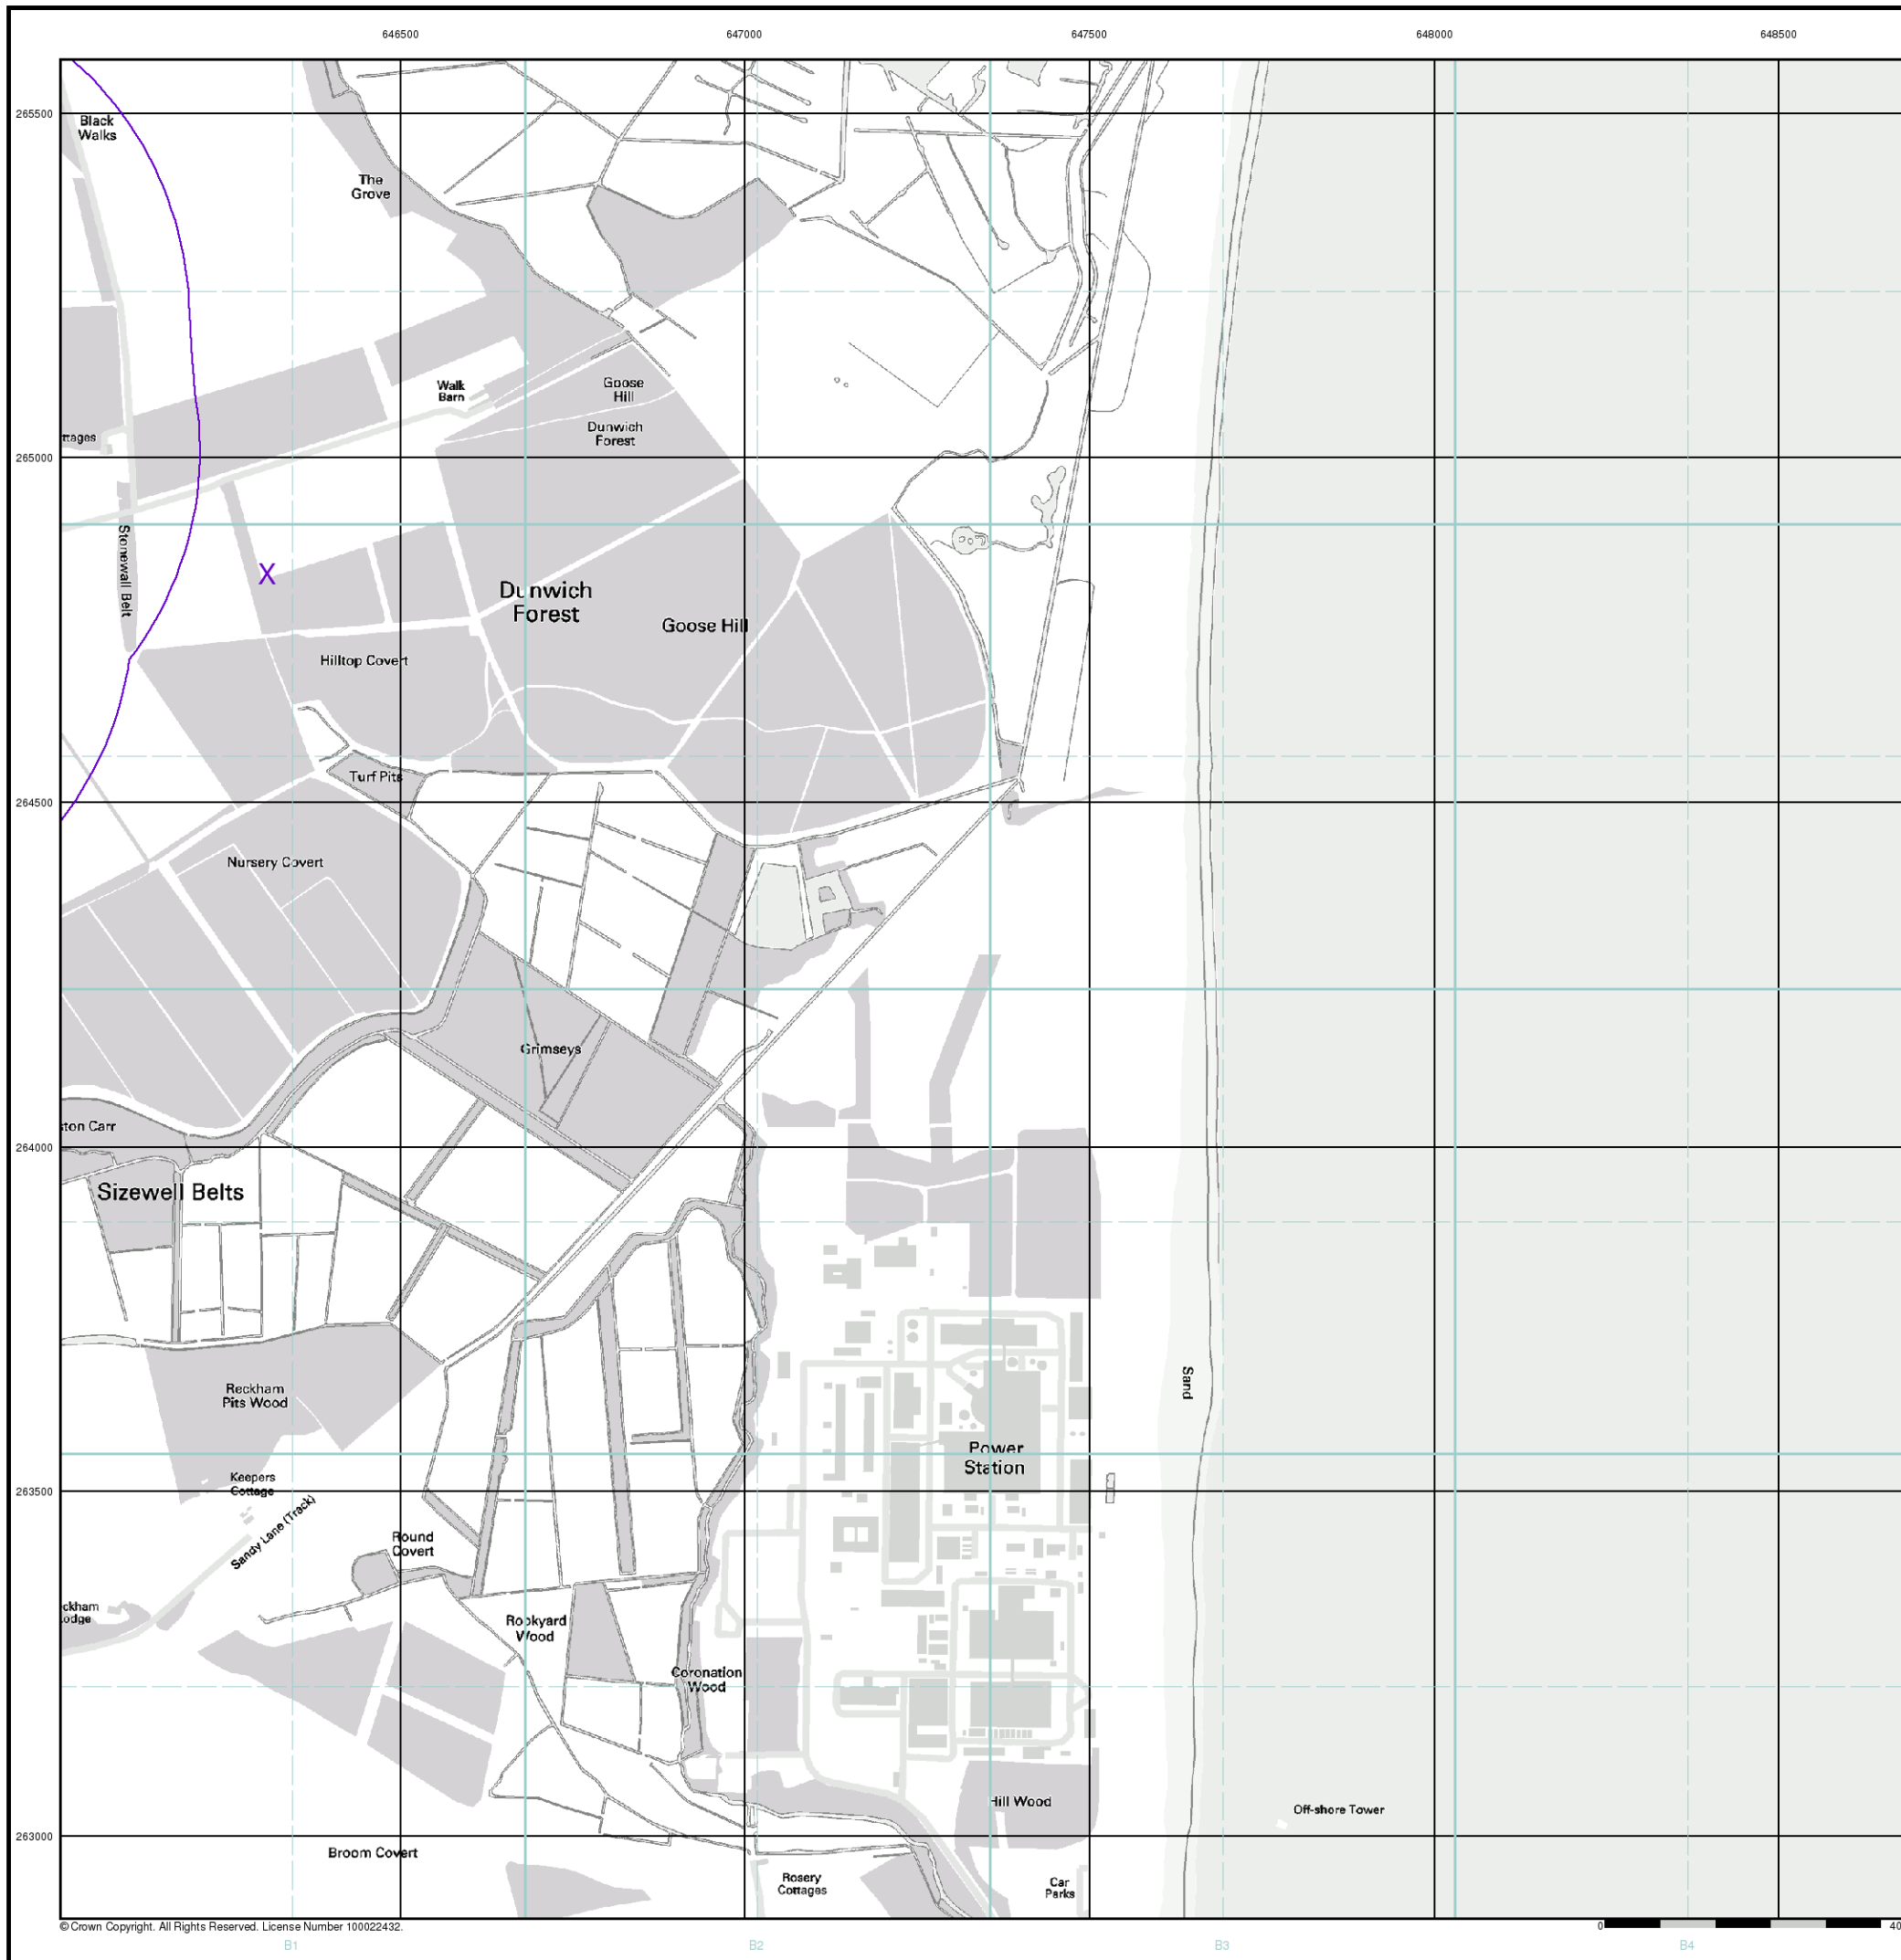 646500 647000 647500 648000 648500
265500
Black
Walks
The
Grove
Walk
Barn
Goose
Hill
Dunwich
Forest
ttages
265000
Stonewall Belt
X
Dunwich
Forest
Goose Hill
Hilltop Covert
Turf Pits
264500
Nursery Covert
Grimseys
ston Carr
264000
Sizewell Belts
Sand
Reckham
Pits Wood
Power
Station
Keepers
Cottage
263500
Sandy Lane (Track)
Round
Covert
ckham
odge
Rookyard
Wood
Coronation
Wood
Hill Wood
Off-shore Tower
263000
Broom Covert
Rosery
Cottages
Car
Parks
© Crown Copyright. All Rights Reserved. License Number 100022432.
0 40
B1 B2 B3 B4